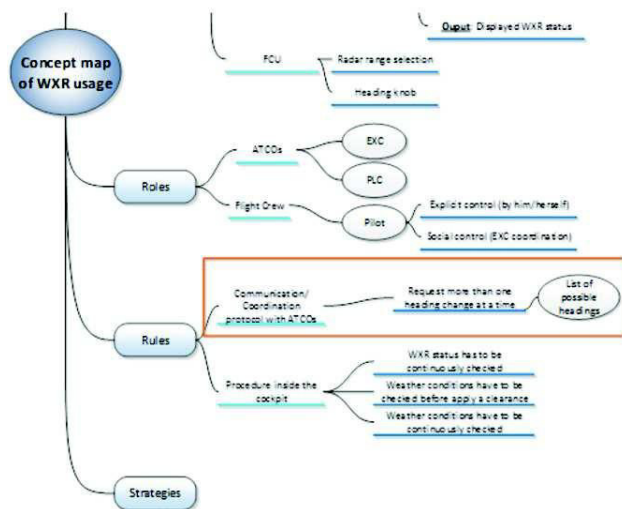 Ouput: Displayed WXR status
Concept map
of WXR usage
FCU
Radar range selection
Heading knob
Roles
ATCOs
EXC
PLC
Flight Crew
Pilot
Explicit control (by him/herself)
Social control (EXC coordination)
Rules
Communication/
Coordination
protocol with ATCOs
Request more than one
heading change at a time
List of
possible
headings
Procedure inside the
cockpit
WXR status has to be
continuously checked
Weather conditions have to be
checked before apply a clearance
Weather conditions have to be
continuously checked
Strategies